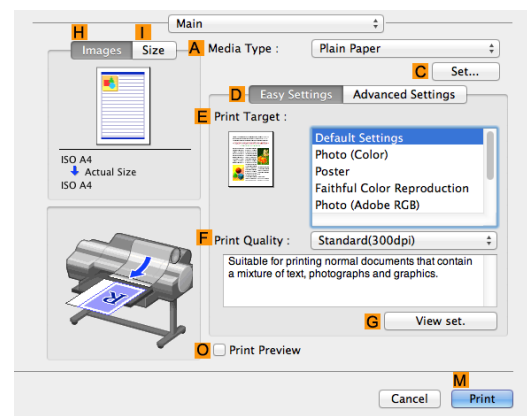 Main
H
I
Images
Size
A
Media Type :
Plain Paper
C
Set...
D
Easy Settings
Advanced Settings
E
Print Target :
Default Settings
Photo (Color)
Poster
Faithful Color Reproduction
Photo (Adobe RGB)
ISO A4
Actual Size
ISO A4
F
Print Quality :
Standard(300dpi)
Suitable for printing normal documents that contain
a mixture of text, photographs and graphics.
G
View set.
O
Print Preview
M
Cancel
Print